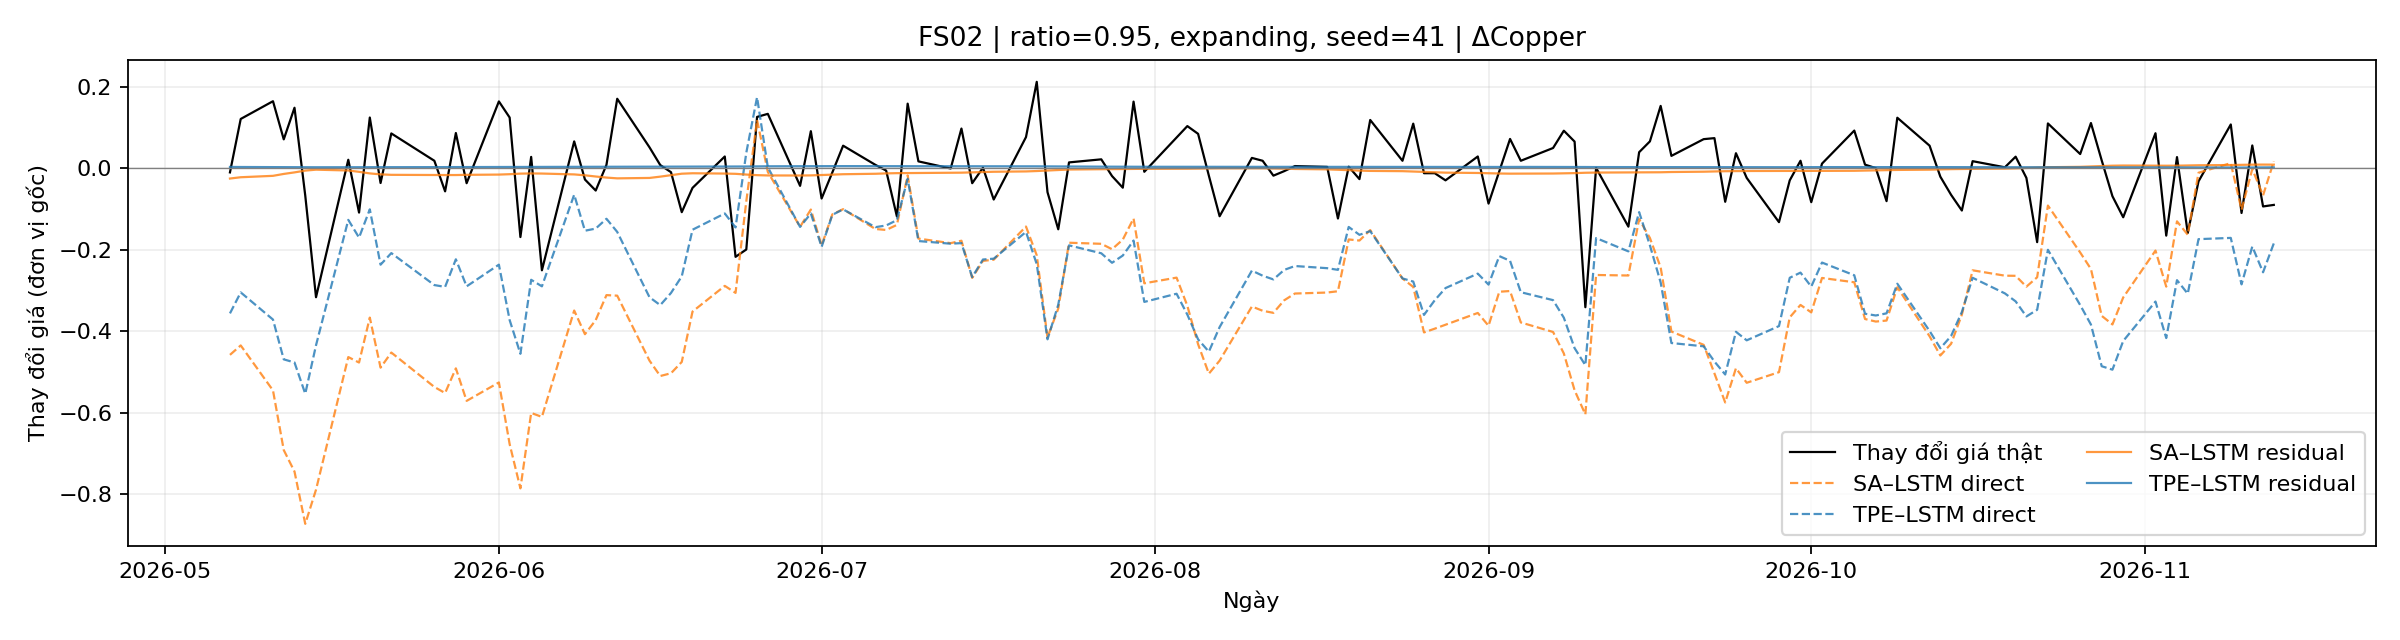 FS02 | ratio=0.95, expanding, seed=41 | ΔCopper
Thay đổi giá (đơn vị gốc)
0.2
0.0
−0.2
−0.4
−0.6
−0.8
Thay đổi giá thật
SA–LSTM direct
TPE–LSTM direct
SA–LSTM residual
TPE–LSTM residual
2026-05 2026-06 2026-07 2026-08 2026-09 2026-10 2026-11
Ngày